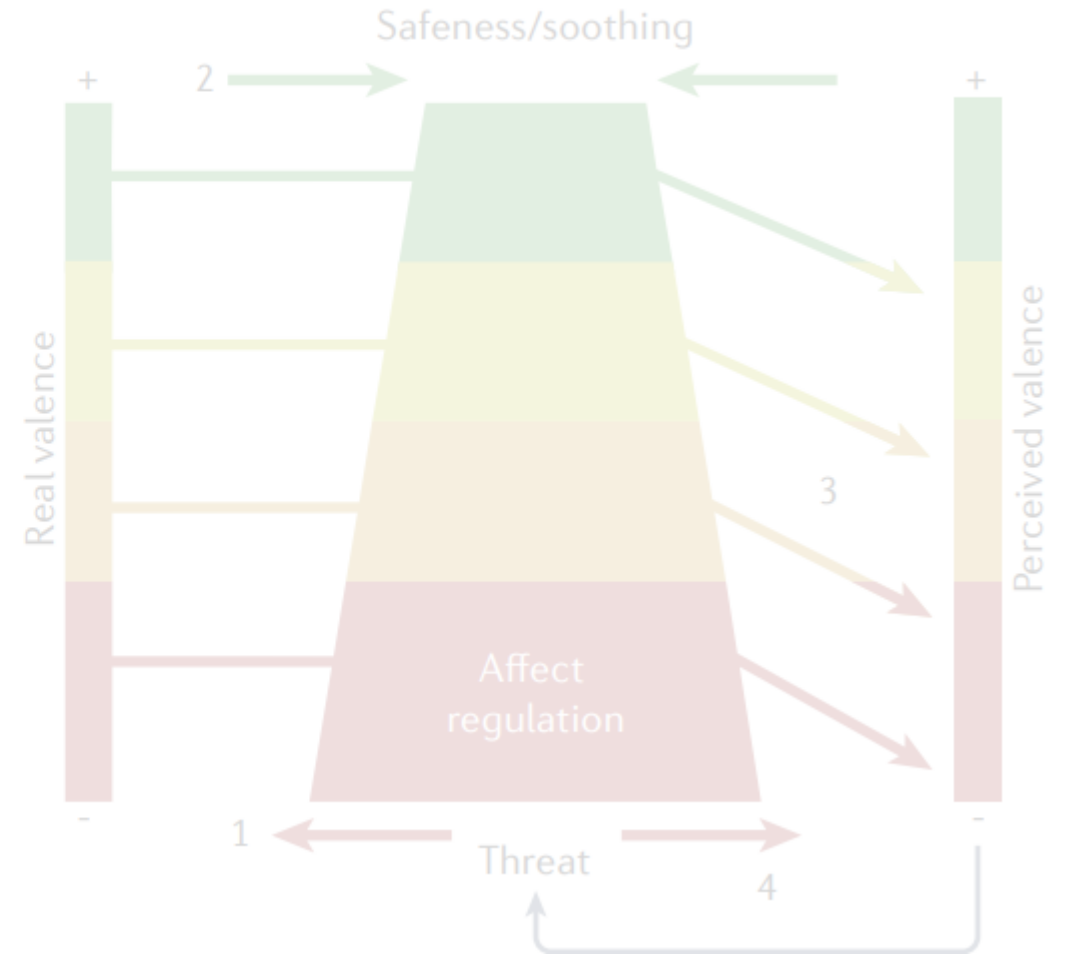 Safeness/soothing
+
2
+
Real valence
Perceived valence
3
Affect
regulation
-
-
1
Threat
4